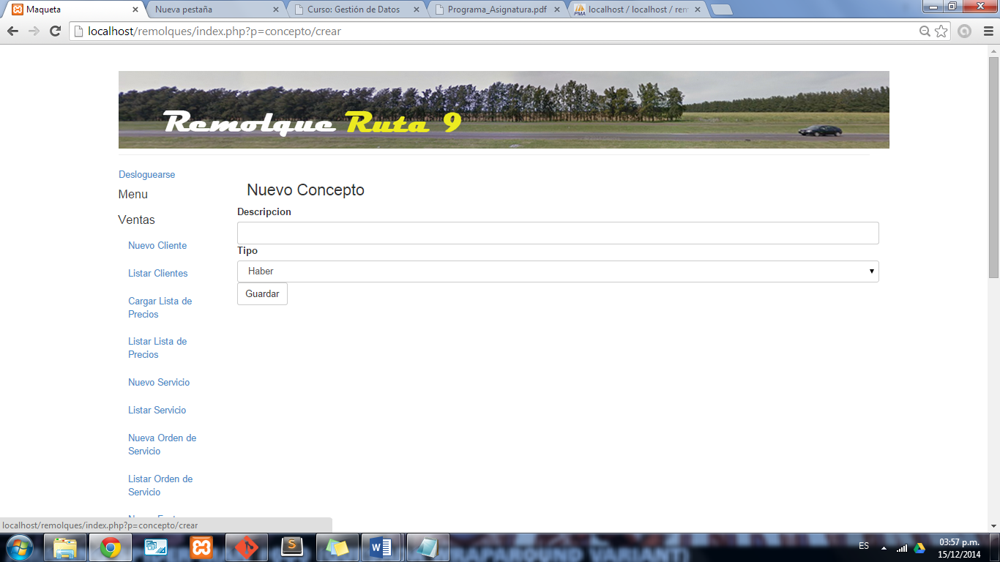 Maqueta
Nueva pestaña
Curso: Gestión de Datos
Programa_Asignatura.pdf
localhost / localhost / rem
localhost/remolques/index.php?p=concepto/crear
Remolque Ruta 9
Desloguearse
Menu
Ventas
Nuevo Cliente
Listar Clientes
Cargar Lista de
Precios
Listar Lista de
Precios
Nuevo Servicio
Listar Servicio
Nueva Orden de
Servicio
Listar Orden de
Servicio
Nuevo Concepto
Descripcion
Tipo
Haber
Guardar
localhost/remolques/index.php?p=concepto/crear
ES
03:57 p.m.
15/12/2014